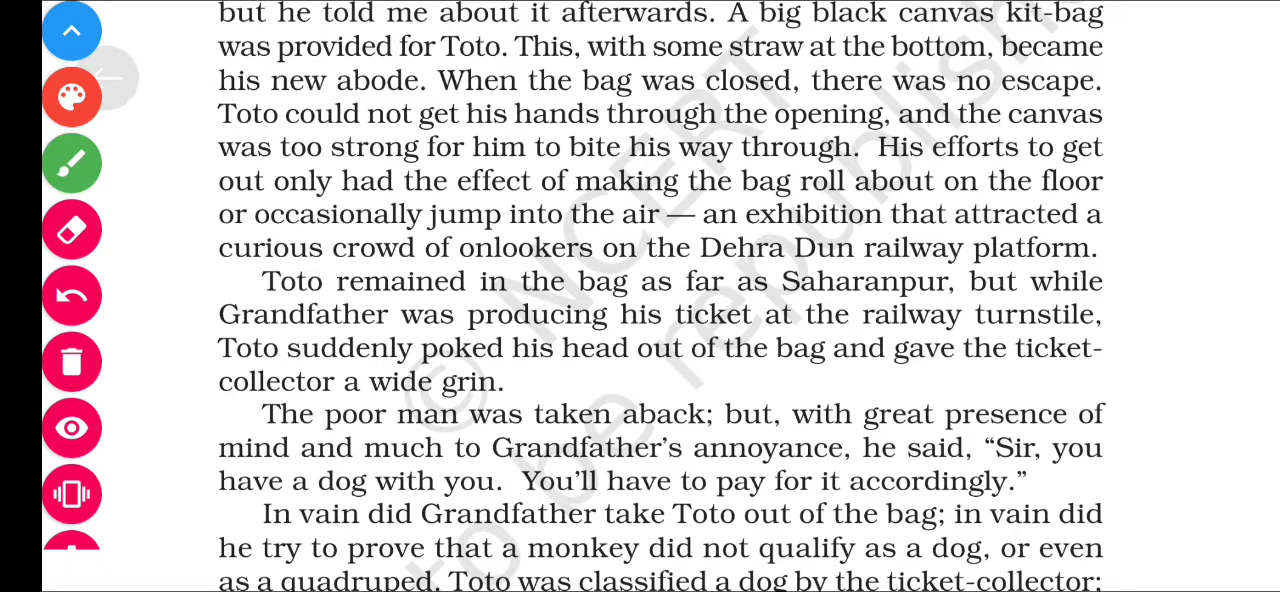 but he told me about it afterwards. A big black canvas kit-bag
was provided for Toto. This, with some straw at the bottom, became
his new abode. When the bag was closed, there was no escape.
Toto could not get his hands through the opening, and the canvas
was too strong for him to bite his way through. His efforts to get
out only had the effect of making the bag roll about on the floor
or occasionally jump into the air — an exhibition that attracted a
curious crowd of onlookers on the Dehra Dun railway platform.
Toto remained in the bag as far as Saharanpur, but while
Grandfather was producing his ticket at the railway turnstile,
Toto suddenly poked his head out of the bag and gave the ticket-
collector a wide grin.
The poor man was taken aback; but, with great presence of
mind and much to Grandfather's annoyance, he said, “Sir, you
have a dog with you. You'll have to pay for it accordingly.”
In vain did Grandfather take Toto out of the bag; in vain did
he try to prove that a monkey did not qualify as a dog, or even
as a quadruped. Toto was classified a dog by the ticket-collector;
© NCERT
to be republishe